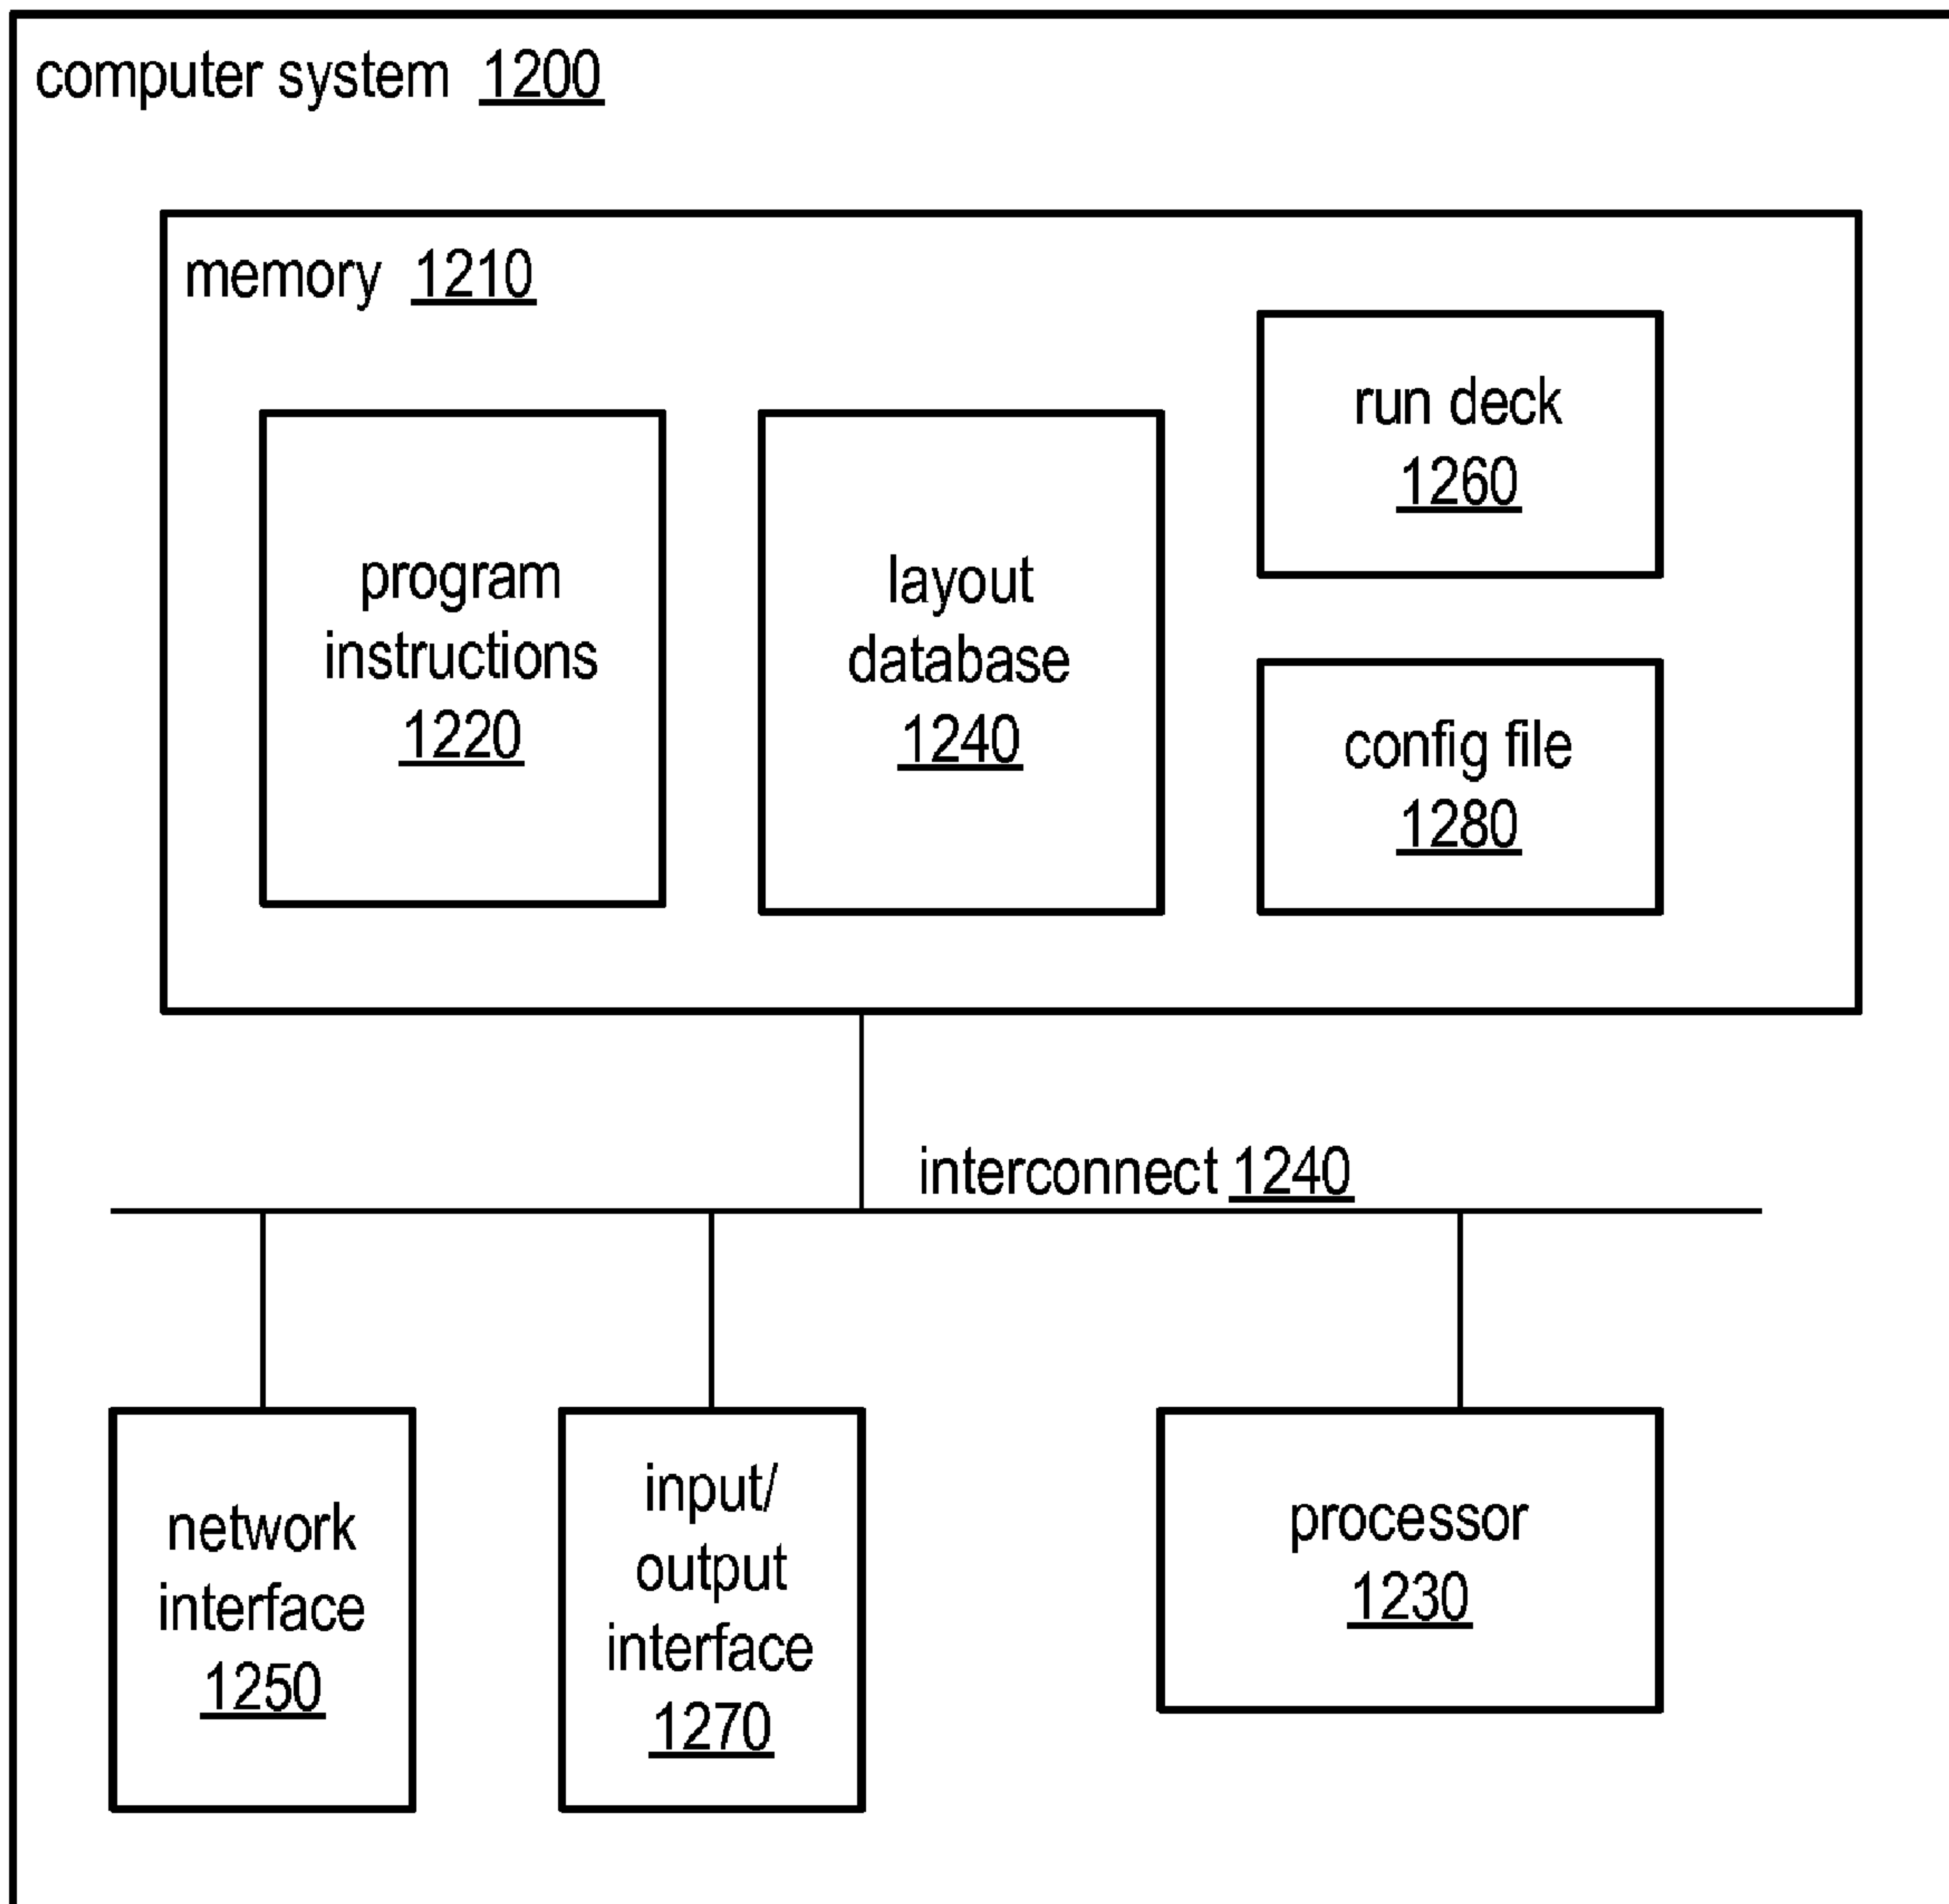 computer system 1200
memory 1210
run deck
1260
program
instructions
1220
layout
database
1240
config file
1280
interconnect 1240
network
interface
1250
input/
output
interface
1270
processor
1230